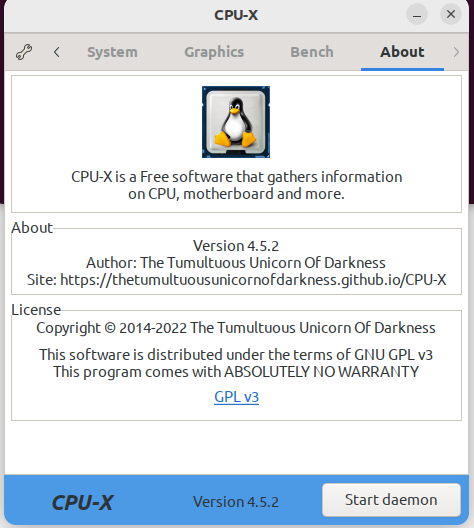 CPU-X
System Graphics Bench About
CPU-X is a Free software that gathers information
on CPU, motherboard and more.
About
Version 4.5.2
Author: The Tumultuous Unicorn Of Darkness
Site: https://thetumultuousunicornofdarkness.github.io/CPU-X
License
Copyright © 2014-2022 The Tumultuous Unicorn Of Darkness
This software is distributed under the terms of GNU GPL v3
This program comes with ABSOLUTELY NO WARRANTY
GPL v3
CPU-X Version 4.5.2 Start daemon